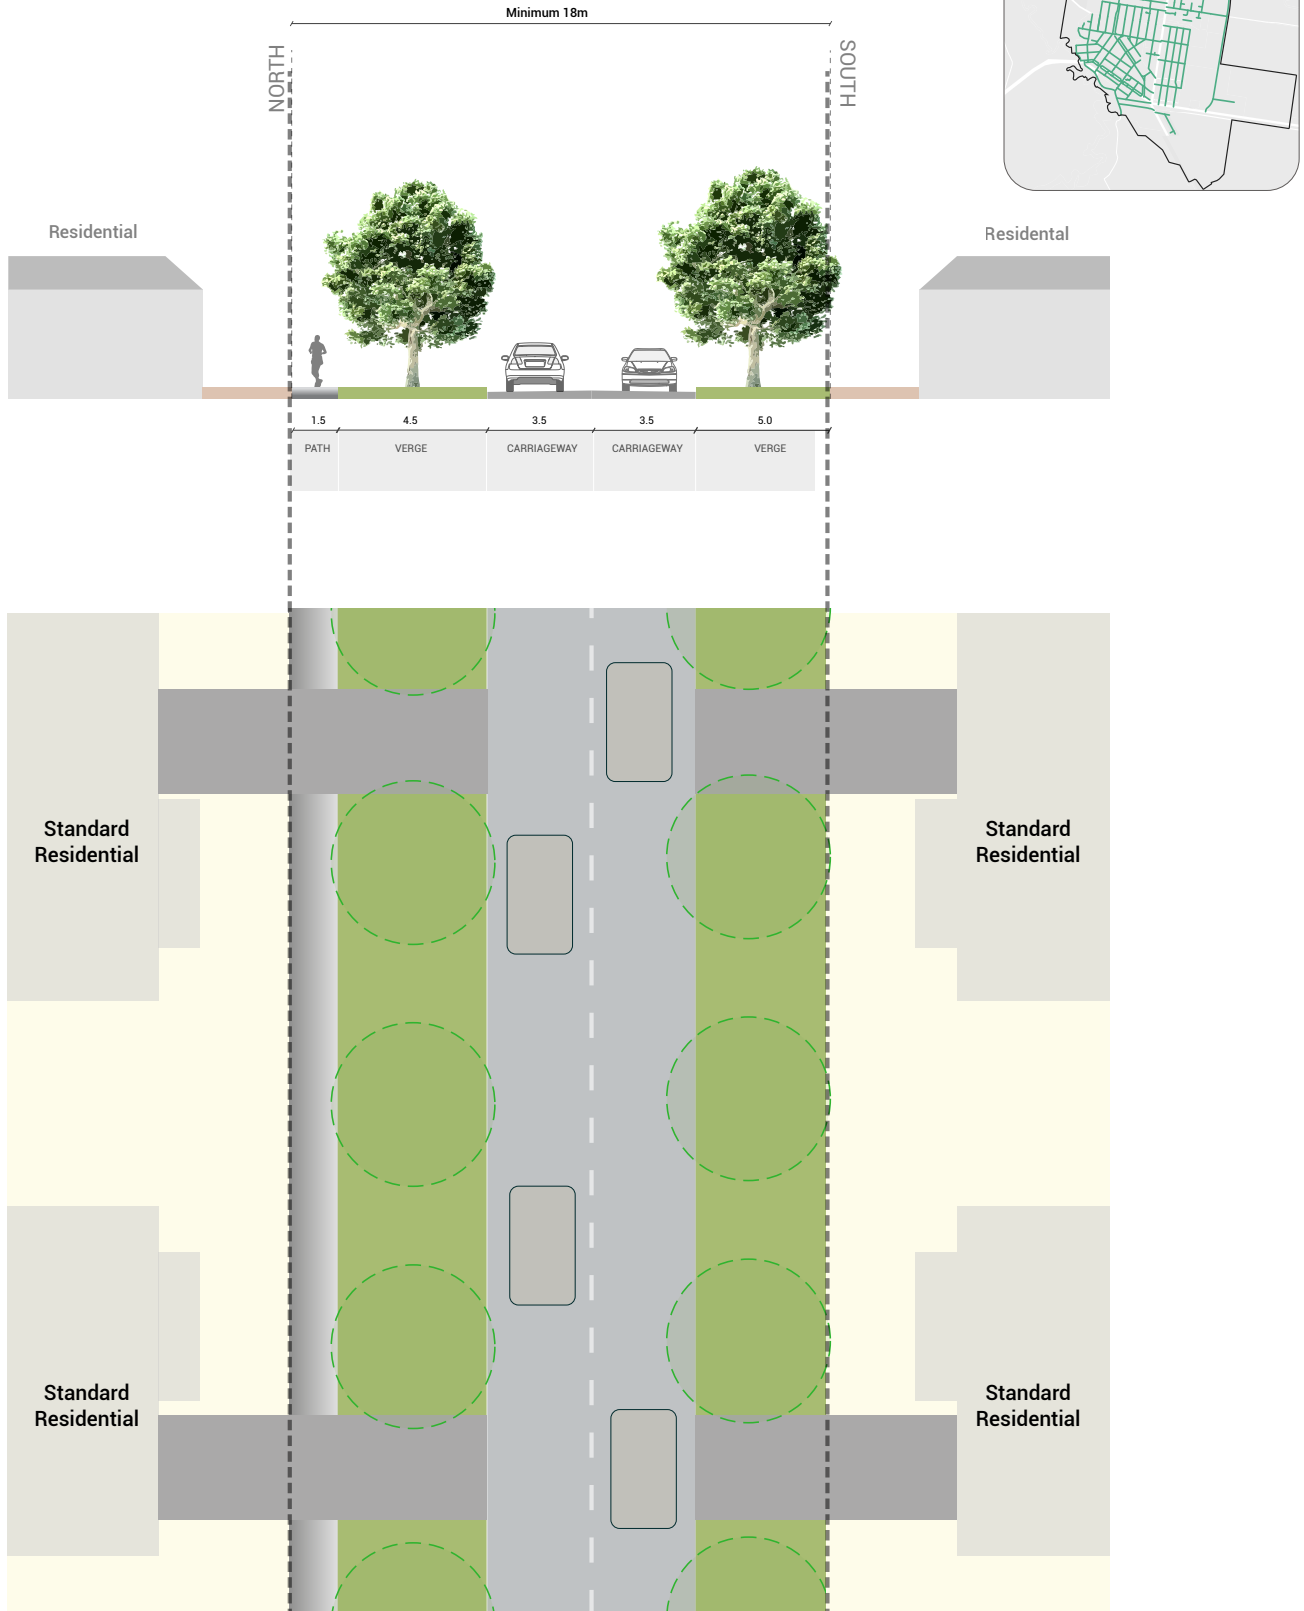 Minimum 18m
NORTH
SOUTH
Residential
Residental
1.5 4.5 3.5 3.5 5.0
PATH VERGE CARRIAGEWAY CARRIAGEWAY VERGE
Standard
Residential
Standard
Residential
Standard
Residential
Standard
Residential